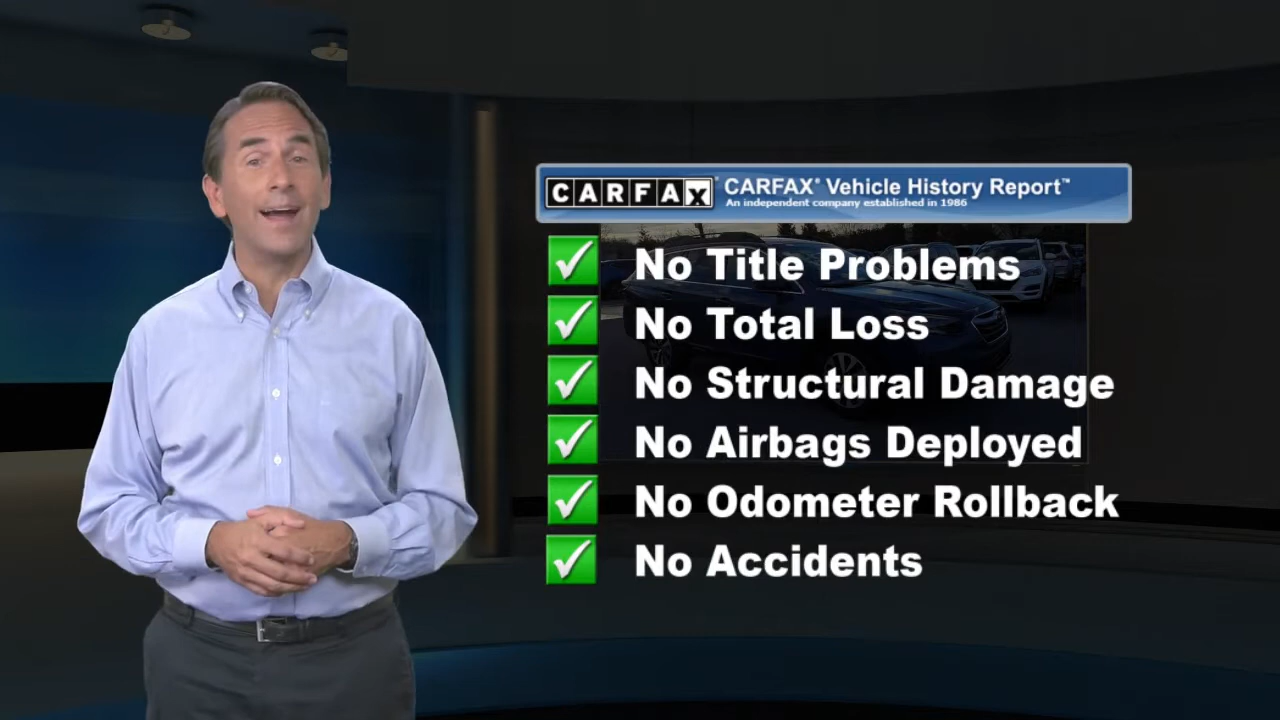 CARFAX® CARFAX® Vehicle History Report™
An independent company established in 1986
No Title Problems
No Total Loss
No Structural Damage
No Airbags Deployed
No Odometer Rollback
No Accidents